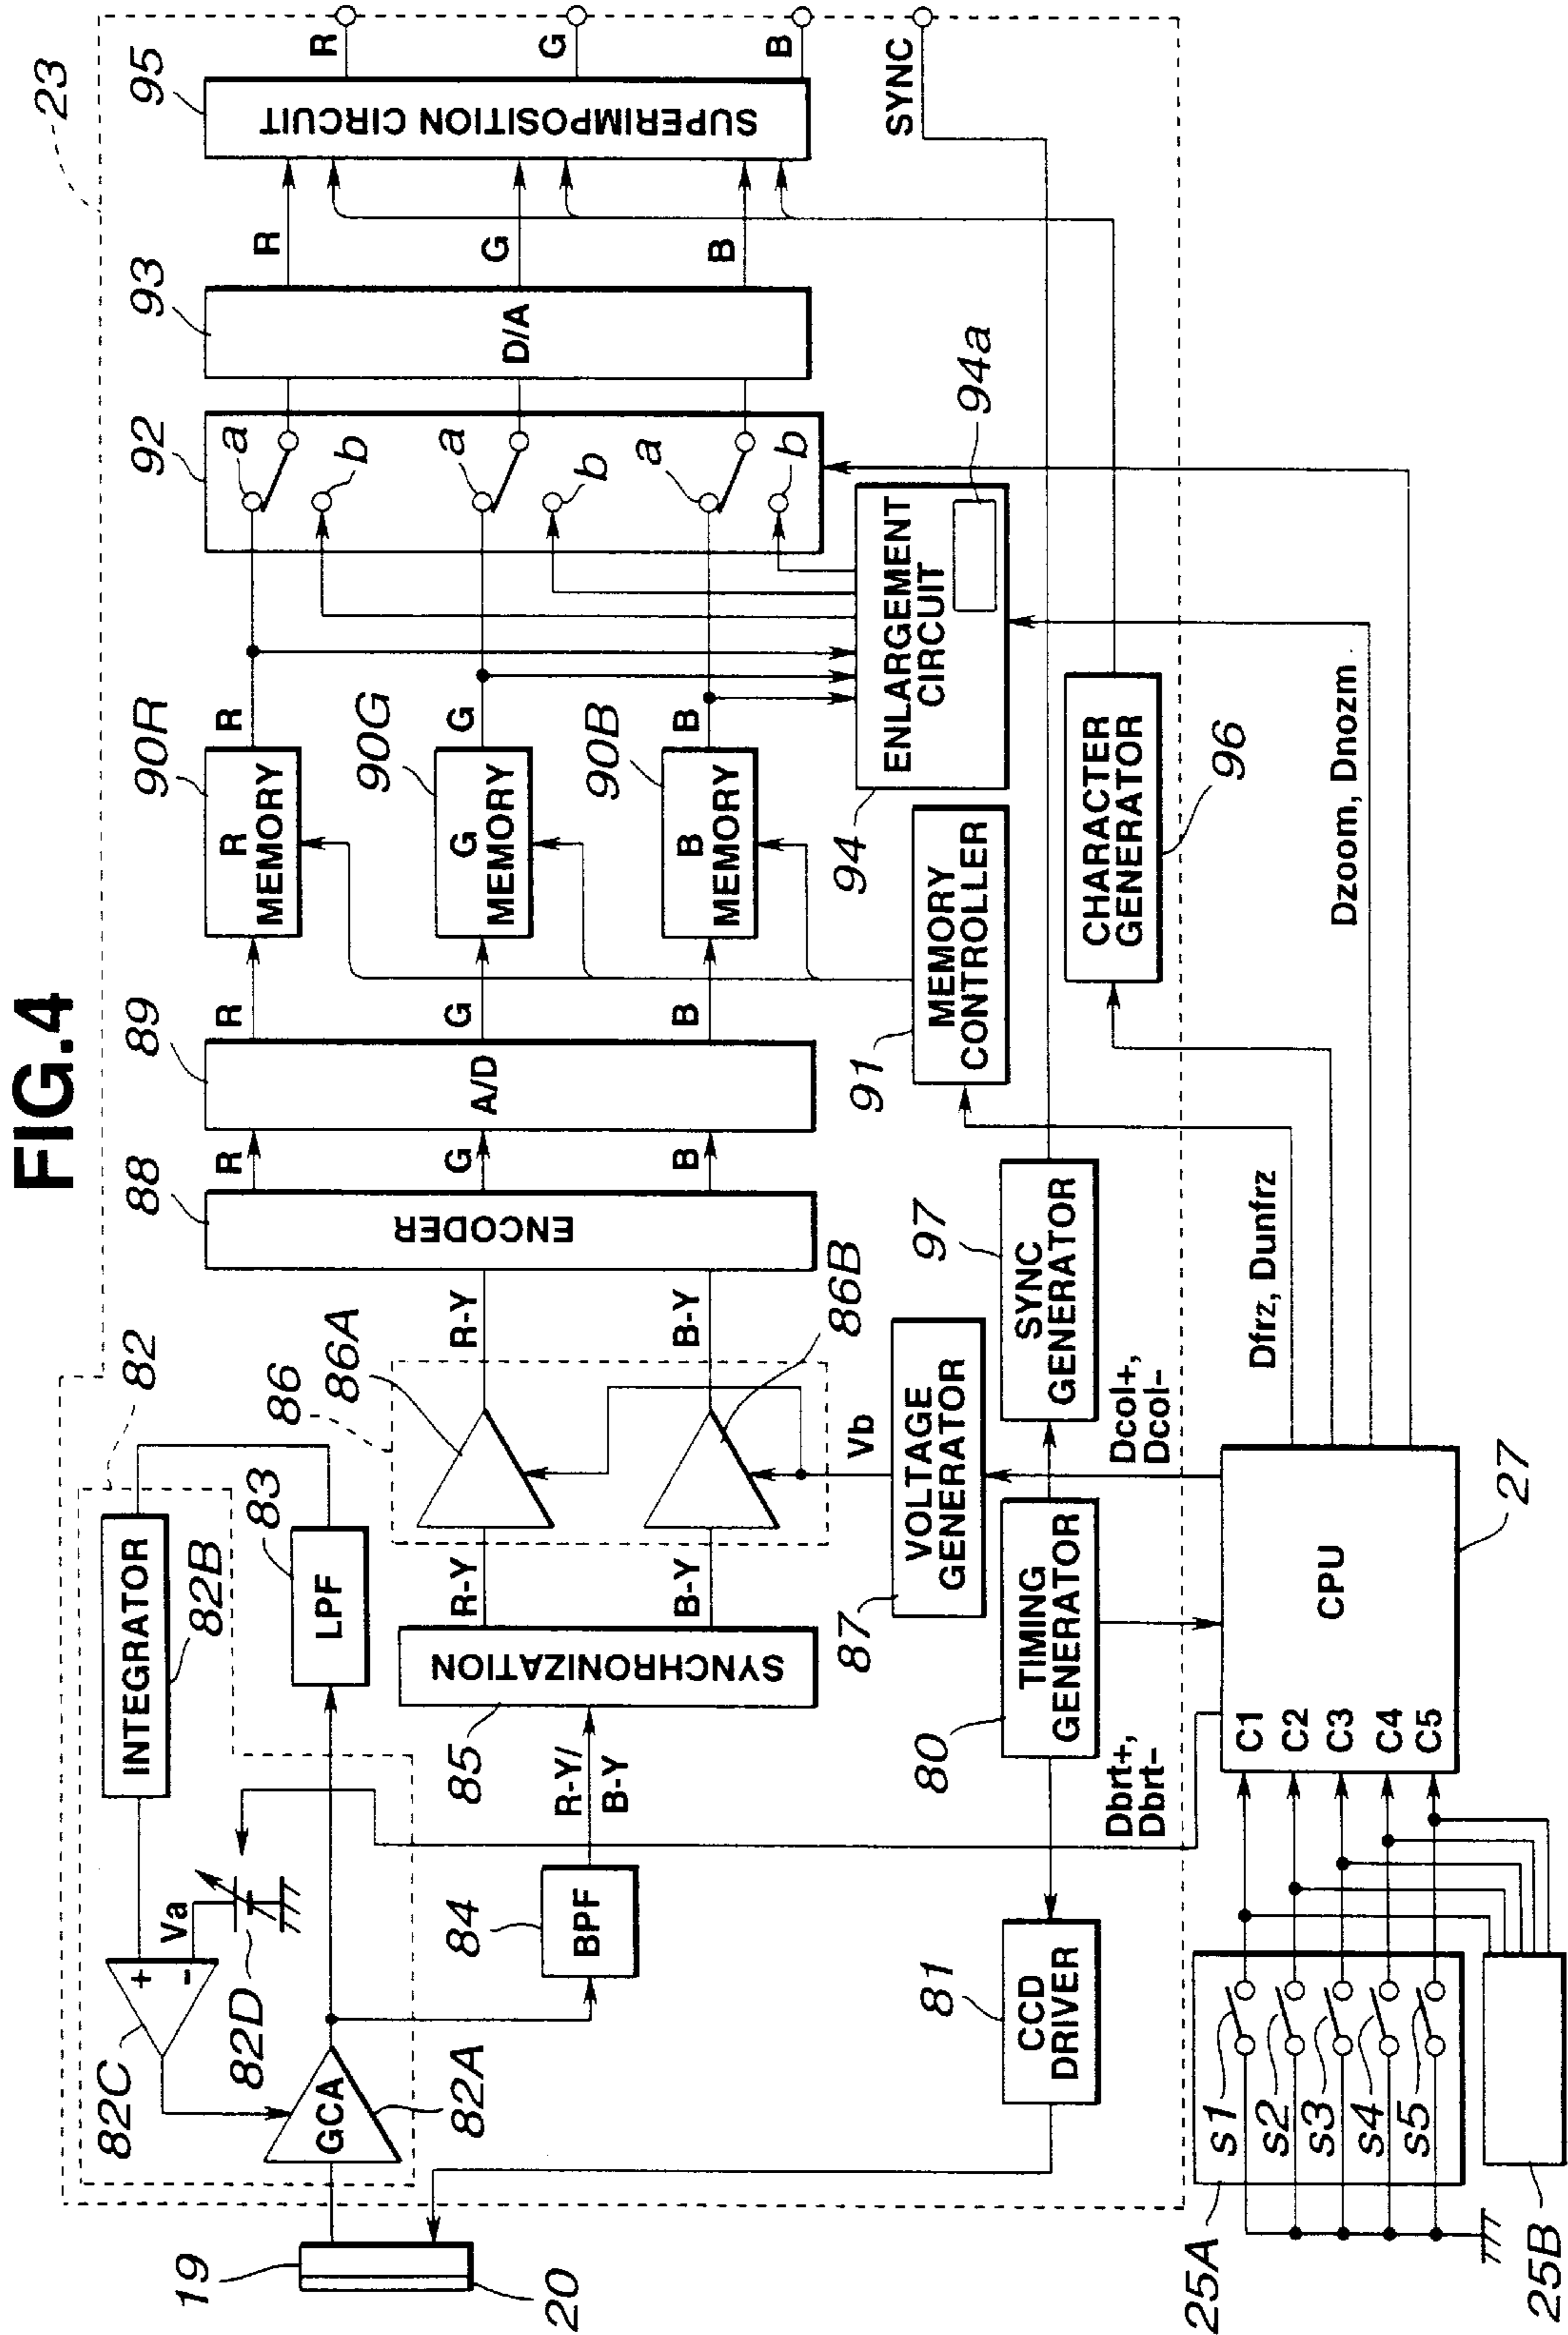 FIG.4
23
82
INTEGRATOR
82B
82C
+
-
Va
82D
GCA
82A
LPF
83
19
20
BPF
84
R-Y/
B-Y
SYNCHRONIZATION
85
R-Y
B-Y
86
86A
86B
R-Y
B-Y
ENCODER
88
R
G
B
A/D
89
R
G
B
R
MEMORY
90R
G
MEMORY
90G
B
MEMORY
90B
R
G
B
92
a
b
a
b
a
b
D/A
93
R
G
B
SUPERIMPOSITION CIRCUIT
95
R
G
B
SYNC
ENLARGEMENT
CIRCUIT
94
94a
MEMORY
CONTROLLER
91
CHARACTER
GENERATOR
96
SYNC
GENERATOR
97
VOLTAGE
GENERATOR
87
Vb
TIMING
GENERATOR
80
CCD
DRIVER
81
Dbrt+,
Dbrt-
Dcol+,
Dcol-
Dfrz, Dunfrz
Dzoom, Dnozm
CPU
27
C1
C2
C3
C4
C5
s1
s2
s3
s4
s5
25A
25B